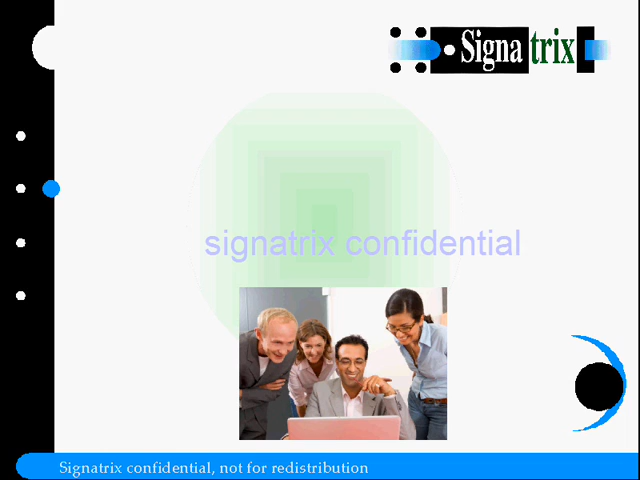 Signatrix
signatrix confidential
Signatrix confidential, not for redistribution